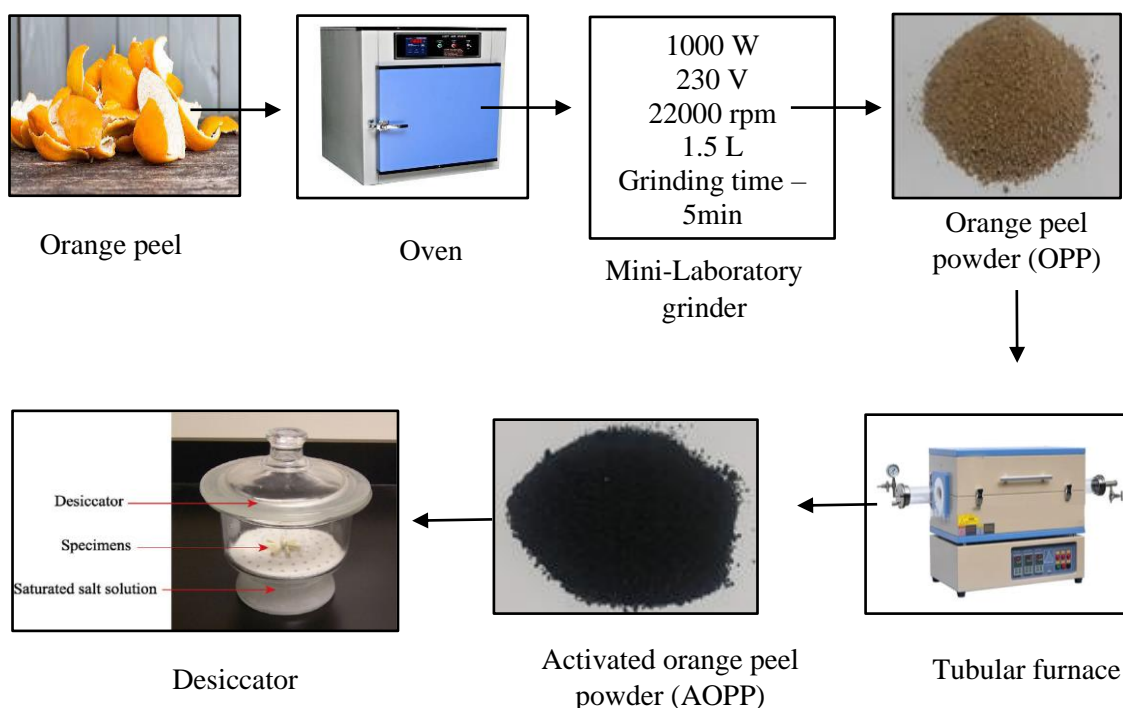 1000 W
230 V
22000 rpm
1.5 L
Grinding time –
5min
Orange peel
Oven
Mini-Laboratory
grinder
Orange peel
powder (OPP)
Desiccator
Specimens
Saturated salt solution
Desiccator
Activated orange peel
powder (AOPP)
Tubular furnace